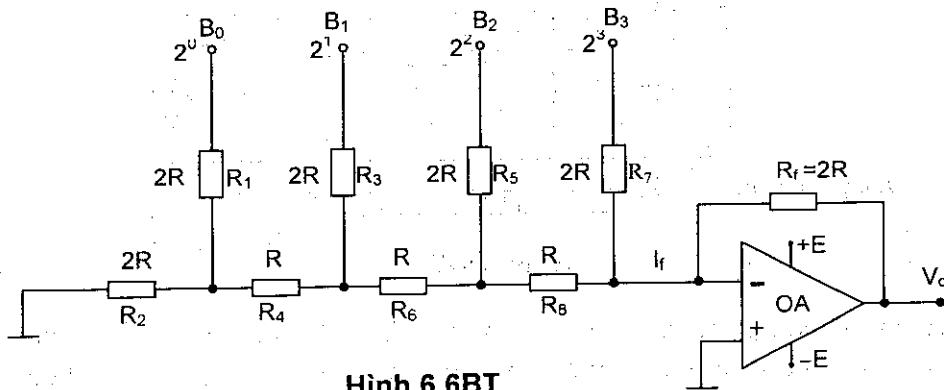 B₀ B₁ B₂ B₃
2⁰ 2¹ 2² 2³
2R R₁ 2R R₃ 2R R₅ 2R R₇ R_f = 2R
2R R R R I_f +E
R₂ R₄ R₆ R₈ − OA
+ −E
Hình 6.6BT